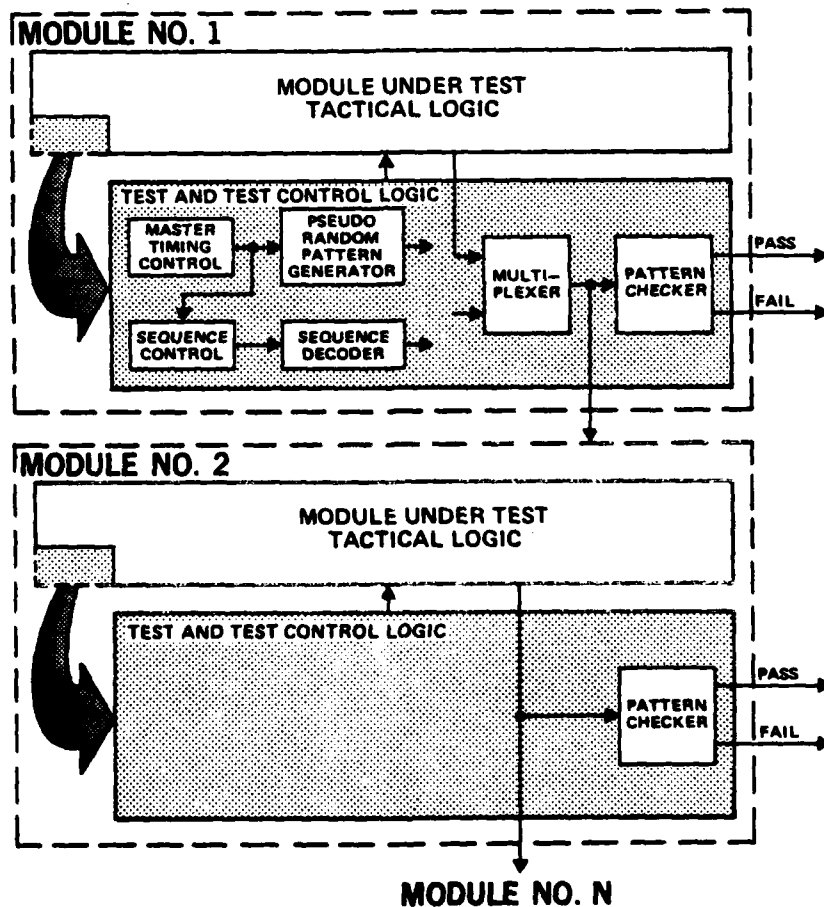 MODULE NO. 1
MODULE UNDER TEST
TACTICAL LOGIC
TEST AND TEST CONTROL LOGIC
MASTER
TIMING
CONTROL
PSEUDO
RANDOM
PATTERN
GENERATOR
MULTI-
PLEXER
PATTERN
CHECKER
PASS
FAIL
SEQUENCE
CONTROL
SEQUENCE
DECODER
MODULE NO. 2
MODULE UNDER TEST
TACTICAL LOGIC
TEST AND TEST CONTROL LOGIC
PATTERN
CHECKER
PASS
FAIL
MODULE NO. N